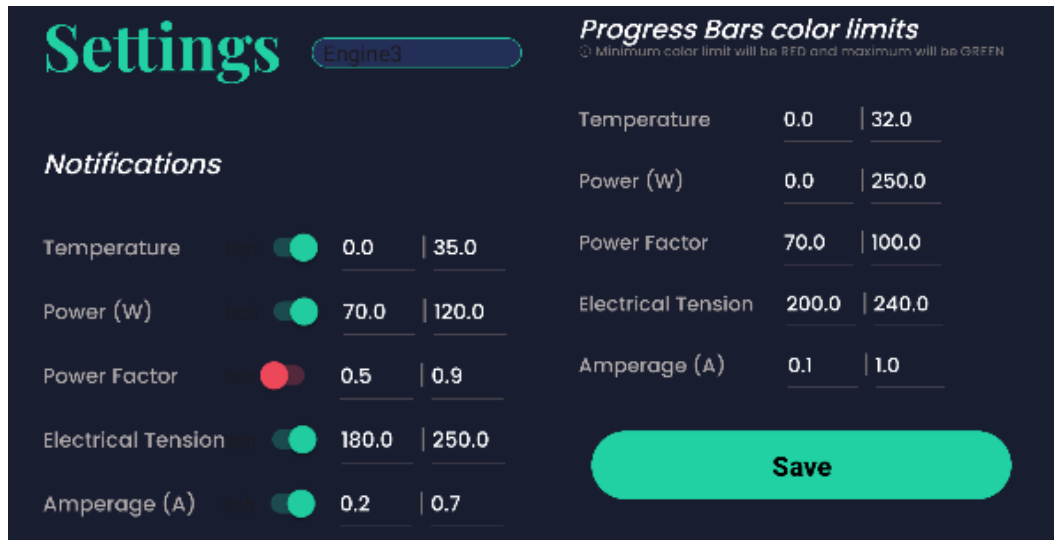 Settings
Engine3
Notifications
Temperature 0.0 | 35.0
Power (W) 70.0 | 120.0
Power Factor 0.5 | 0.9
Electrical Tension 180.0 | 250.0
Amperage (A) 0.2 | 0.7
Progress Bars color limits
ⓘ Minimum color limit will be RED and maximum will be GREEN
Temperature 0.0 | 32.0
Power (W) 0.0 | 250.0
Power Factor 70.0 | 100.0
Electrical Tension 200.0 | 240.0
Amperage (A) 0.1 | 1.0
Save